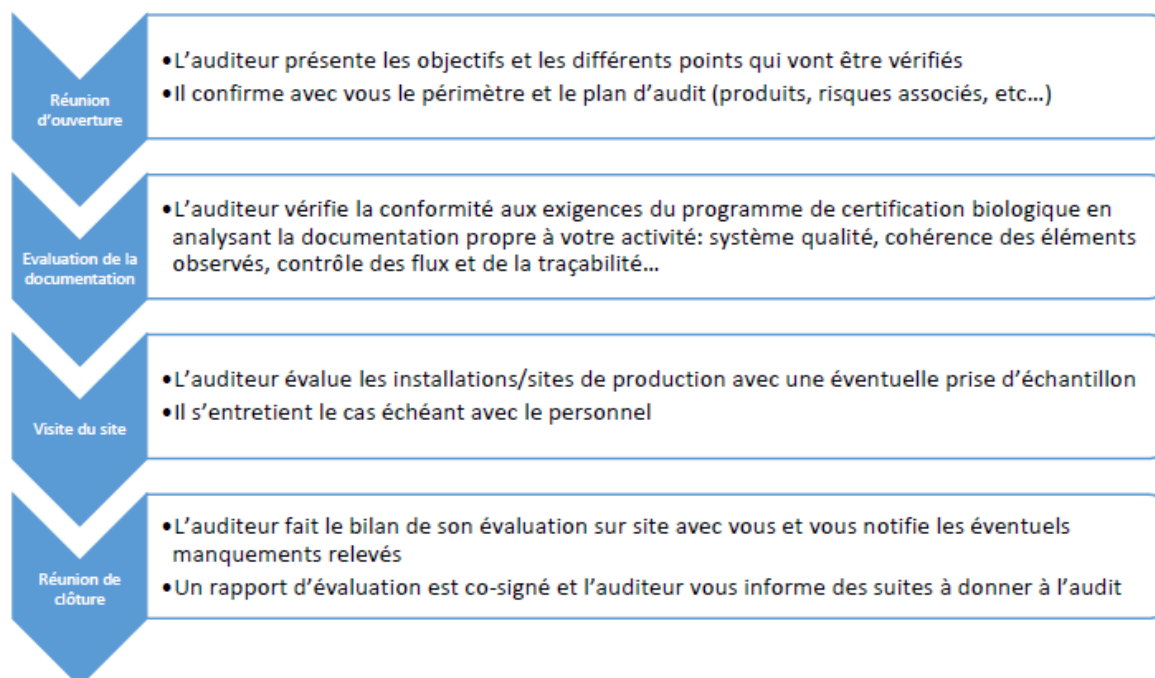 Réunion
d'ouverture
•L'auditeur présente les objectifs et les différents points qui vont être vérifiés
•Il confirme avec vous le périmètre et le plan d'audit (produits, risques associés, etc…)
Evaluation de la
documentation
•L'auditeur vérifie la conformité aux exigences du programme de certification biologique en
analysant la documentation propre à votre activité: système qualité, cohérence des éléments
observés, contrôle des flux et de la traçabilité…
Visite du site
•L'auditeur évalue les installations/sites de production avec une éventuelle prise d'échantillon
•Il s'entretient le cas échéant avec le personnel
Réunion de
clôture
•L'auditeur fait le bilan de son évaluation sur site avec vous et vous notifie les éventuels
manquements relevés
•Un rapport d'évaluation est co-signé et l'auditeur vous informe des suites à donner à l'audit